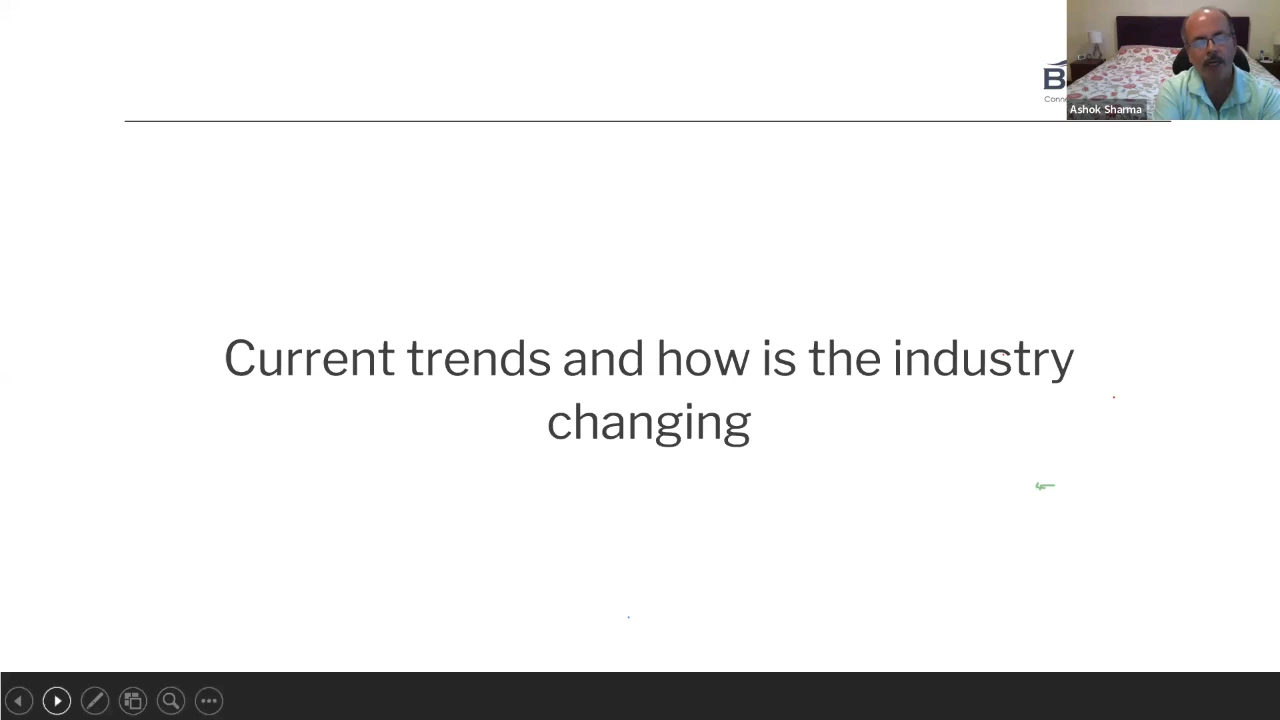 Ashok Sharma
Current trends and how is the industry
changing